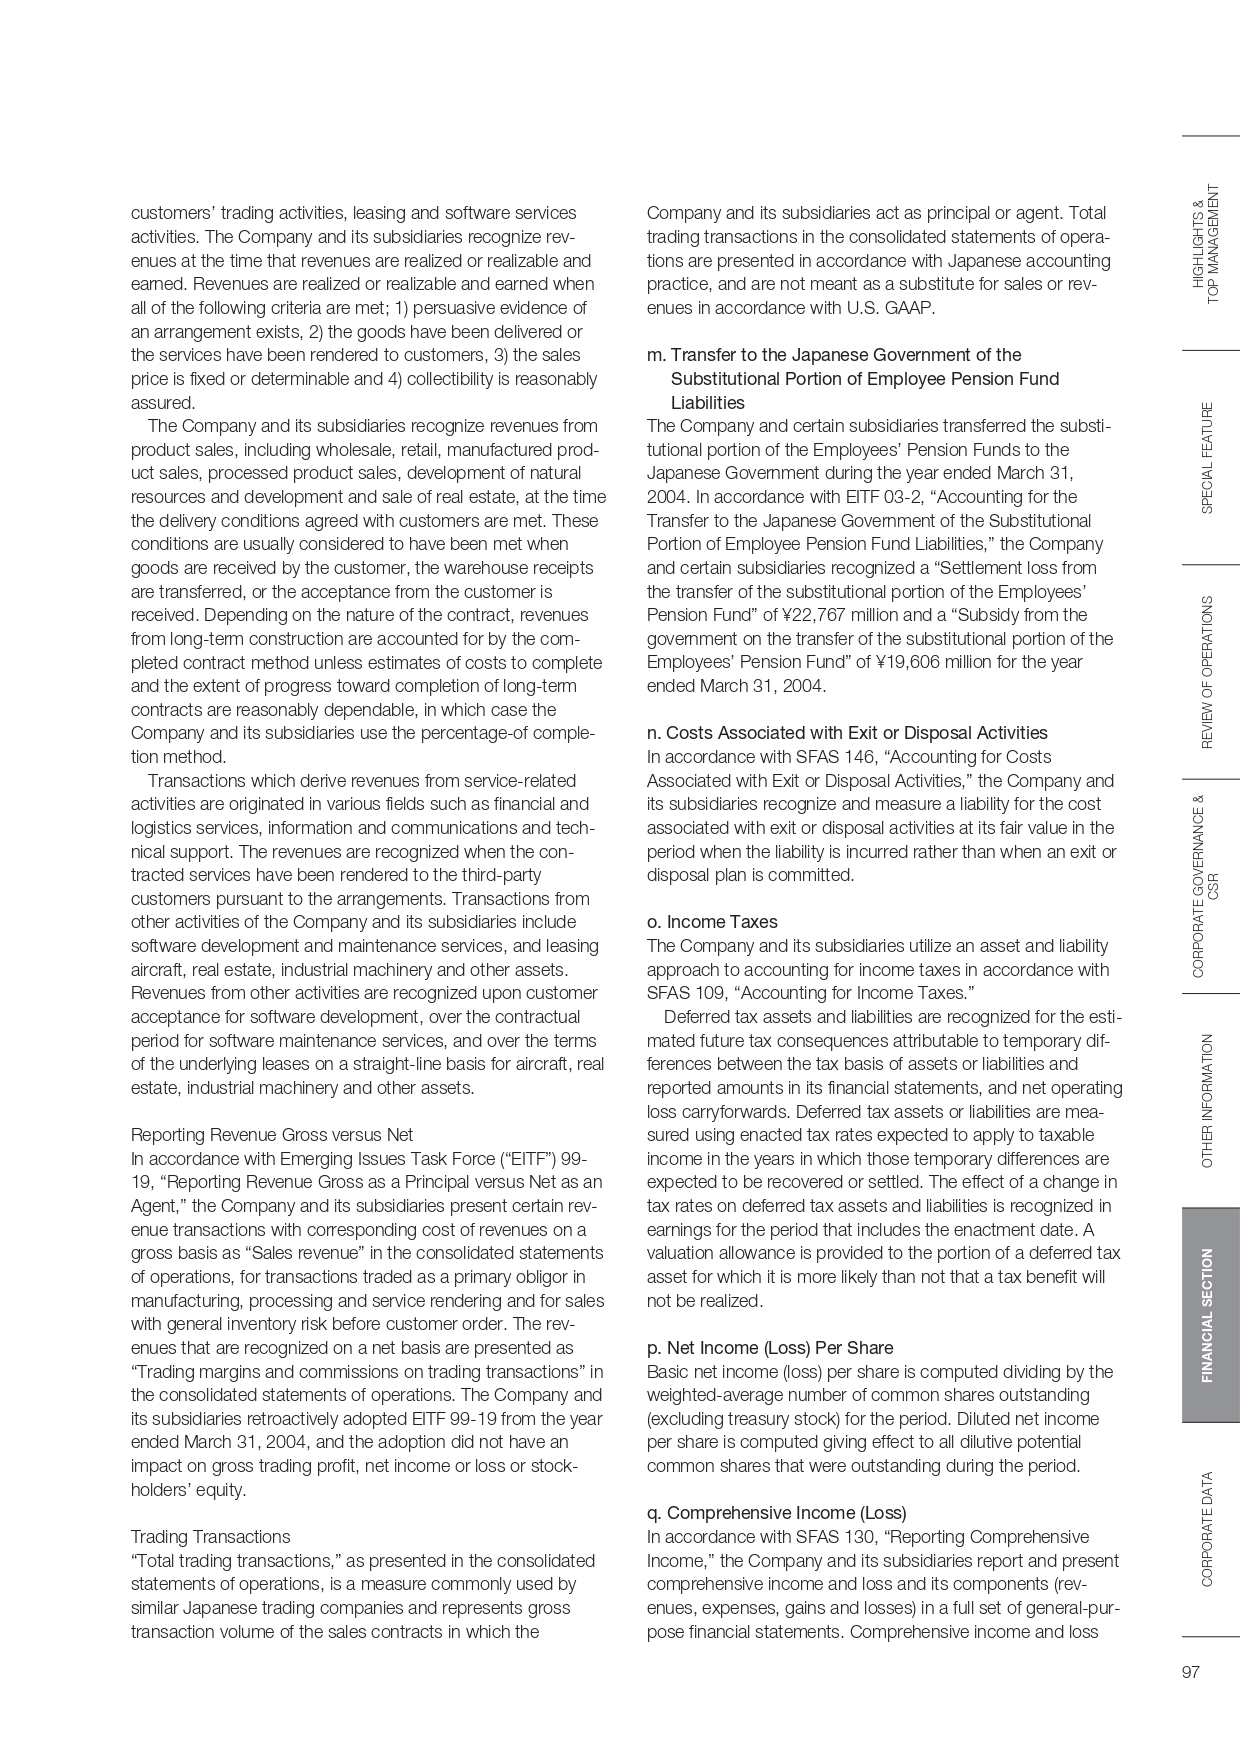 customers’ trading activities, leasing and software services
activities. The Company and its subsidiaries recognize rev-
enues at the time that revenues are realized or realizable and
earned. Revenues are realized or realizable and earned when
all of the following criteria are met; 1) persuasive evidence of
an arrangement exists, 2) the goods have been delivered or
the services have been rendered to customers, 3) the sales
price is fixed or determinable and 4) collectibility is reasonably
assured.
The Company and its subsidiaries recognize revenues from
product sales, including wholesale, retail, manufactured prod-
uct sales, processed product sales, development of natural
resources and development and sale of real estate, at the time
the delivery conditions agreed with customers are met. These
conditions are usually considered to have been met when
goods are received by the customer, the warehouse receipts
are transferred, or the acceptance from the customer is
received. Depending on the nature of the contract, revenues
from long-term construction are accounted for by the com-
pleted contract method unless estimates of costs to complete
and the extent of progress toward completion of long-term
contracts are reasonably dependable, in which case the
Company and its subsidiaries use the percentage-of comple-
tion method.
Transactions which derive revenues from service-related
activities are originated in various fields such as financial and
logistics services, information and communications and tech-
nical support. The revenues are recognized when the con-
tracted services have been rendered to the third-party
customers pursuant to the arrangements. Transactions from
other activities of the Company and its subsidiaries include
software development and maintenance services, and leasing
aircraft, real estate, industrial machinery and other assets.
Revenues from other activities are recognized upon customer
acceptance for software development, over the contractual
period for software maintenance services, and over the terms
of the underlying leases on a straight-line basis for aircraft, real
estate, industrial machinery and other assets.
Reporting Revenue Gross versus Net
In accordance with Emerging Issues Task Force (“EITF”) 99-
19, “Reporting Revenue Gross as a Principal versus Net as an
Agent,” the Company and its subsidiaries present certain rev-
enue transactions with corresponding cost of revenues on a
gross basis as “Sales revenue” in the consolidated statements
of operations, for transactions traded as a primary obligor in
manufacturing, processing and service rendering and for sales
with general inventory risk before customer order. The rev-
enues that are recognized on a net basis are presented as
“Trading margins and commissions on trading transactions” in
the consolidated statements of operations. The Company and
its subsidiaries retroactively adopted EITF 99-19 from the year
ended March 31, 2004, and the adoption did not have an
impact on gross trading profit, net income or loss or stock-
holders’ equity.
Trading Transactions
“Total trading transactions,” as presented in the consolidated
statements of operations, is a measure commonly used by
similar Japanese trading companies and represents gross
transaction volume of the sales contracts in which the
Company and its subsidiaries act as principal or agent. Total
trading transactions in the consolidated statements of opera-
tions are presented in accordance with Japanese accounting
practice, and are not meant as a substitute for sales or rev-
enues in accordance with U.S. GAAP.
m. Transfer to the Japanese Government of the
Substitutional Portion of Employee Pension Fund
Liabilities
The Company and certain subsidiaries transferred the substi-
tutional portion of the Employees’ Pension Funds to the
Japanese Government during the year ended March 31,
2004. In accordance with EITF 03-2, “Accounting for the
Transfer to the Japanese Government of the Substitutional
Portion of Employee Pension Fund Liabilities,” the Company
and certain subsidiaries recognized a “Settlement loss from
the transfer of the substitutional portion of the Employees’
Pension Fund” of ¥22,767 million and a “Subsidy from the
government on the transfer of the substitutional portion of the
Employees’ Pension Fund” of ¥19,606 million for the year
ended March 31, 2004.
n. Costs Associated with Exit or Disposal Activities
In accordance with SFAS 146, “Accounting for Costs
Associated with Exit or Disposal Activities,” the Company and
its subsidiaries recognize and measure a liability for the cost
associated with exit or disposal activities at its fair value in the
period when the liability is incurred rather than when an exit or
disposal plan is committed.
o. Income Taxes
The Company and its subsidiaries utilize an asset and liability
approach to accounting for income taxes in accordance with
SFAS 109, “Accounting for Income Taxes.”
Deferred tax assets and liabilities are recognized for the esti-
mated future tax consequences attributable to temporary dif-
ferences between the tax basis of assets or liabilities and
reported amounts in its financial statements, and net operating
loss carryforwards. Deferred tax assets or liabilities are mea-
sured using enacted tax rates expected to apply to taxable
income in the years in which those temporary differences are
expected to be recovered or settled. The effect of a change in
tax rates on deferred tax assets and liabilities is recognized in
earnings for the period that includes the enactment date. A
valuation allowance is provided to the portion of a deferred tax
asset for which it is more likely than not that a tax benefit will
not be realized.
p. Net Income (Loss) Per Share
Basic net income (loss) per share is computed dividing by the
weighted-average number of common shares outstanding
(excluding treasury stock) for the period. Diluted net income
per share is computed giving effect to all dilutive potential
common shares that were outstanding during the period.
q. Comprehensive Income (Loss)
In accordance with SFAS 130, “Reporting Comprehensive
Income,” the Company and its subsidiaries report and present
comprehensive income and loss and its components (rev-
enues, expenses, gains and losses) in a full set of general-pur-
pose financial statements. Comprehensive income and loss
HIGHLIGHTS &
TOP MANAGEMENT
SPECIAL FEATURE
REVIEW OF OPERATIONS
CORPORATE GOVERNANCE &
CSR
OTHER INFORMATION
FINANCIAL SECTION
CORPORATE DATA
97